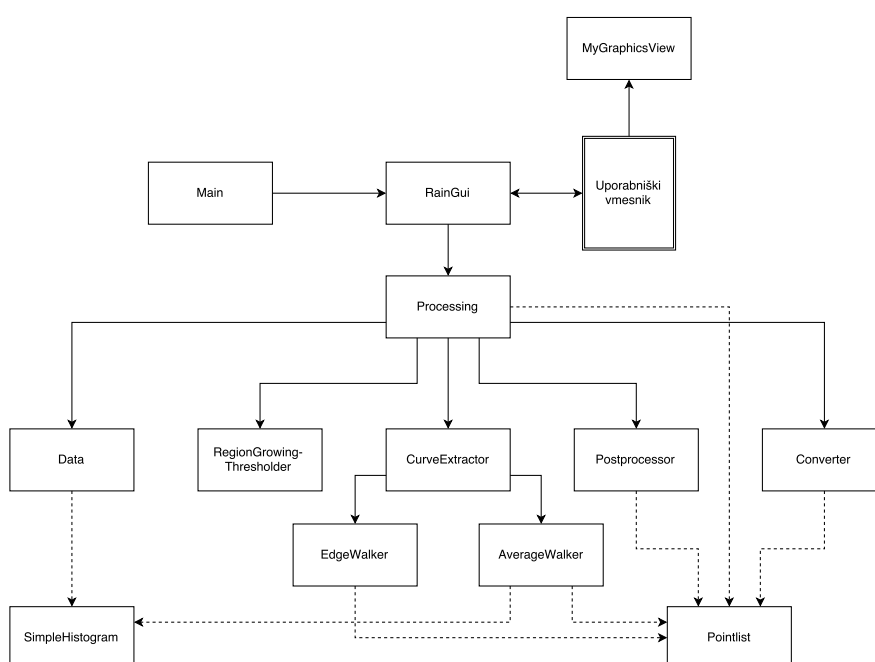 MyGraphicsView
Main
RainGui
Uporabniški
vmesnik
Processing
Data
RegionGrowing-
Thresholder
CurveExtractor
Postprocessor
Converter
EdgeWalker
AverageWalker
SimpleHistogram
Pointlist